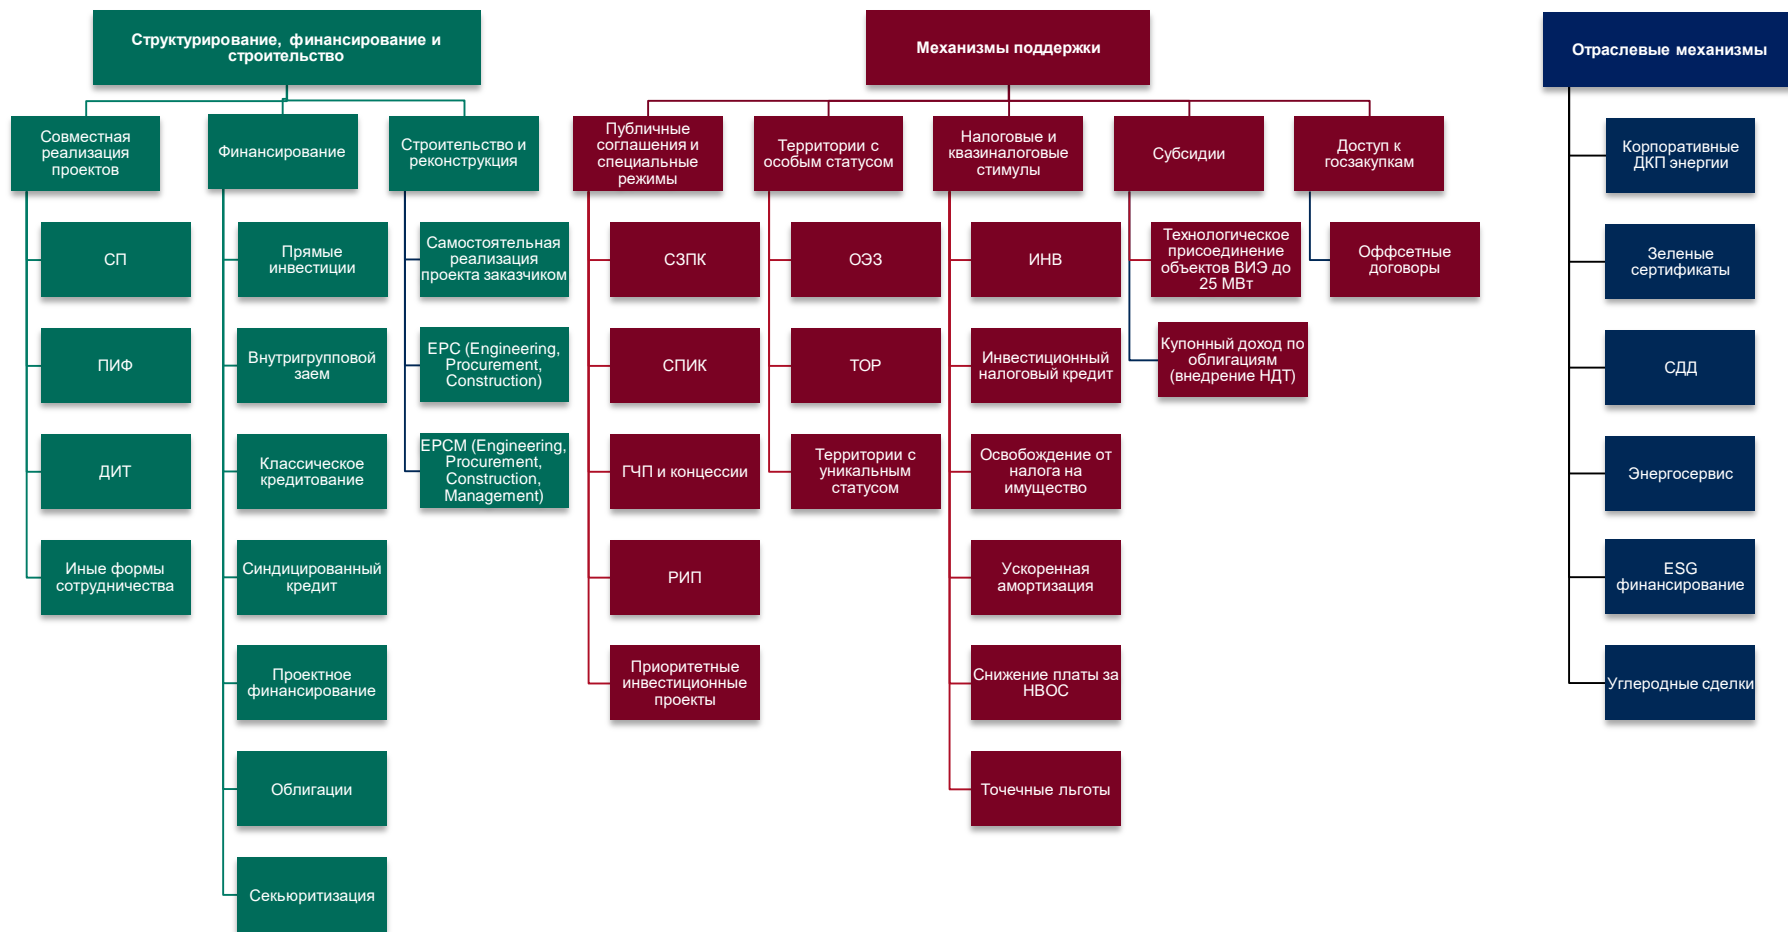 Структурирование, финансирование и
строительство
Совместная
реализация
проектов
СП
ПИФ
ДИТ
Иные формы
сотрудничества
Финансирование
Прямые
инвестиции
Внутригрупповой
заем
Классическое
кредитование
Синдицированный
кредит
Проектное
финансирование
Облигации
Секьюритизация
Строительство и
реконструкция
Самостоятельная
реализация
проекта заказчиком
EPC (Engineering,
Procurement,
Construction)
EPCM (Engineering,
Procurement,
Construction,
Management)
Механизмы поддержки
Публичные
соглашения и
специальные
режимы
СЗПК
СПИК
ГЧП и концессии
РИП
Приоритетные
инвестиционные
проекты
Территории с
особым статусом
ОЭЗ
ТОР
Территории с
уникальным
статусом
Налоговые и
квазиналоговые
стимулы
ИНВ
Инвестиционный
налоговый кредит
Освобождение от
налога на
имущество
Ускоренная
амортизация
Снижение платы за
НВОС
Точечные льготы
Субсидии
Технологическое
присоединение
объектов ВИЭ до
25 МВт
Купонный доход по
облигациям
(внедрение НДТ)
Доступ к
госзакупкам
Оффсетные
договоры
Отраслевые механизмы
Корпоративные
ДКП энергии
Зеленые
сертификаты
СДД
Энергосервис
ESG
финансирование
Углеродные сделки